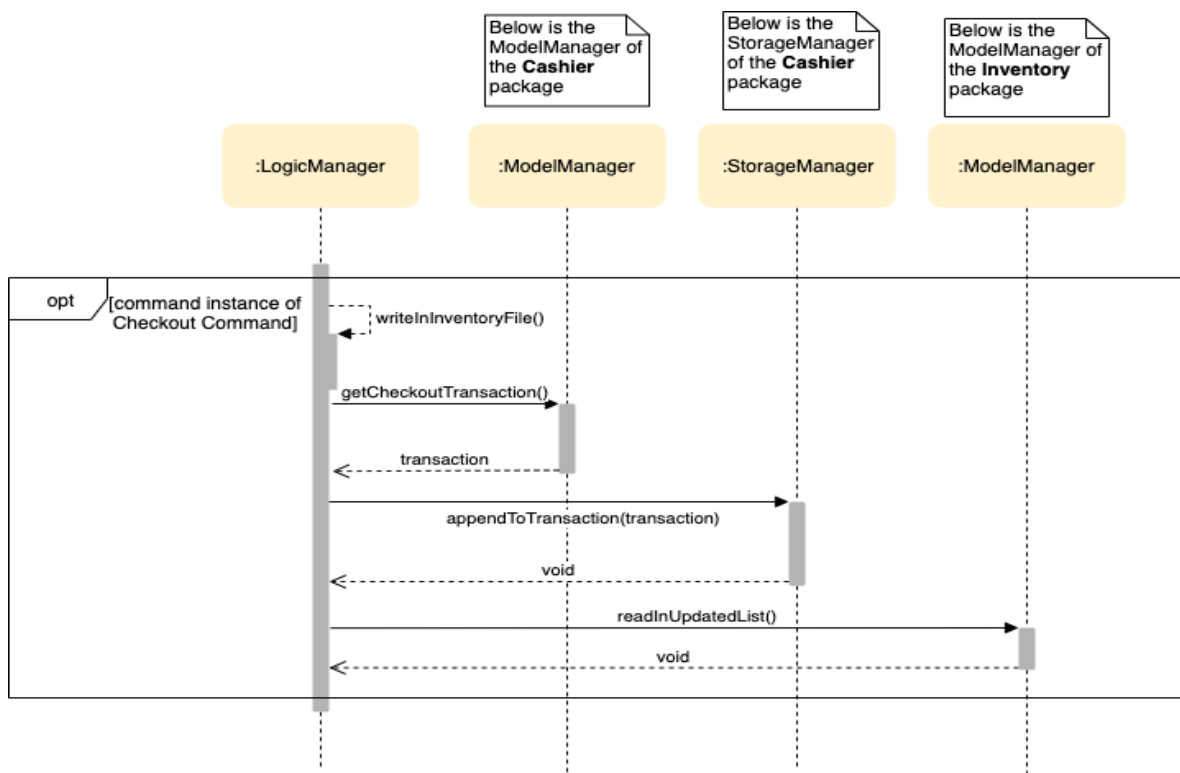 Below is the
ModelManager of
the Cashier
package
Below is the
StorageManager
of the Cashier
package
Below is the
ModelManager of
the Inventory
package
:LogicManager
:ModelManager
:StorageManager
:ModelManager
opt
[command instance of
Checkout Command]
writeInInventoryFile()
getCheckoutTransaction()
transaction
appendToTransaction(transaction)
void
readInUpdatedList()
void